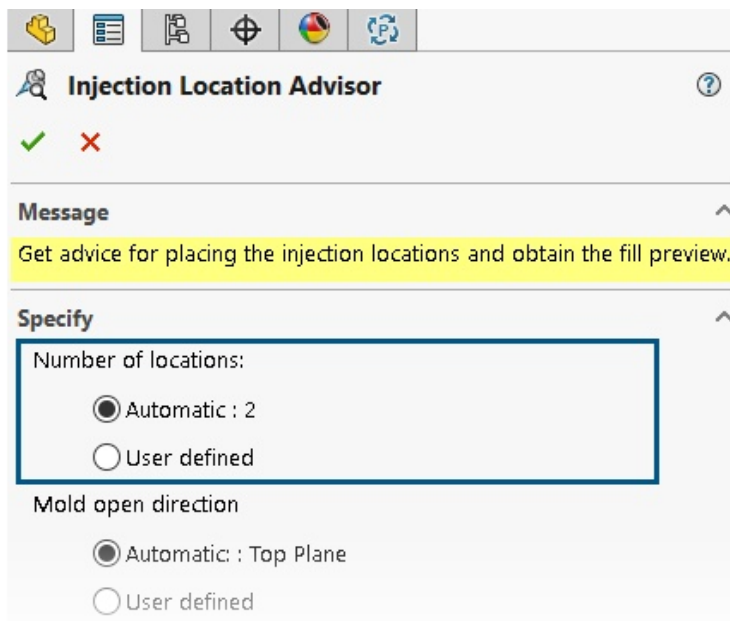 Injection Location Advisor
Message
Get advice for placing the injection locations and obtain the fill preview.
Specify
Number of locations:
Automatic : 2
User defined
Mold open direction
Automatic: : Top Plane
User defined